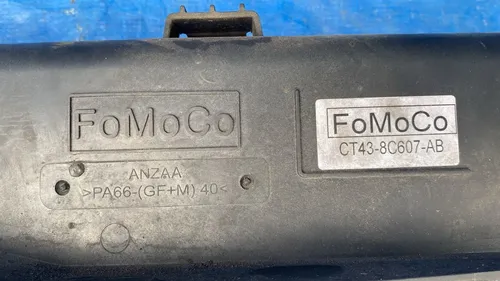 FoMoCo
ANZAA
>PA66-(GF+M) 40<
FoMoCo
CT43-8C607-AB